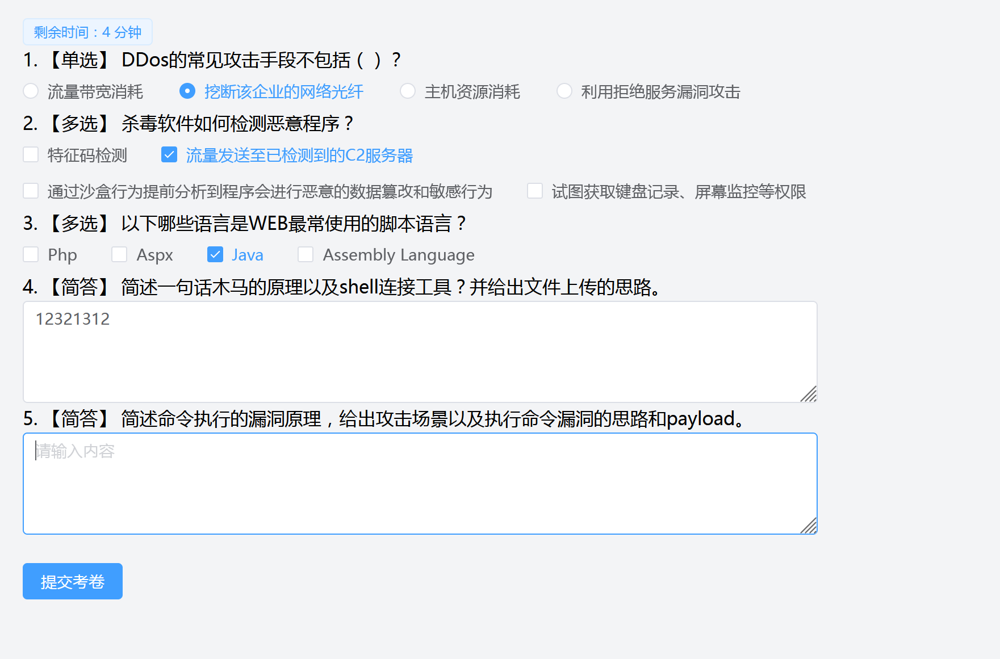 剩余时间：4 分钟
1. 【单选】 DDos的常见攻击手段不包括（ ）？
流量带宽消耗 挖断该企业的网络光纤 主机资源消耗 利用拒绝服务漏洞攻击
2. 【多选】 杀毒软件如何检测恶意程序？
特征码检测 流量发送至已检测到的C2服务器
通过沙盒行为提前分析到程序会进行恶意的数据篡改和敏感行为 试图获取键盘记录、屏幕监控等权限
3. 【多选】 以下哪些语言是WEB最常使用的脚本语言？
Php Aspx Java Assembly Language
4. 【简答】 简述一句话木马的原理以及shell连接工具？并给出文件上传的思路。
12321312
5. 【简答】 简述命令执行的漏洞原理，给出攻击场景以及执行命令漏洞的思路和payload。
请输入内容
提交考卷